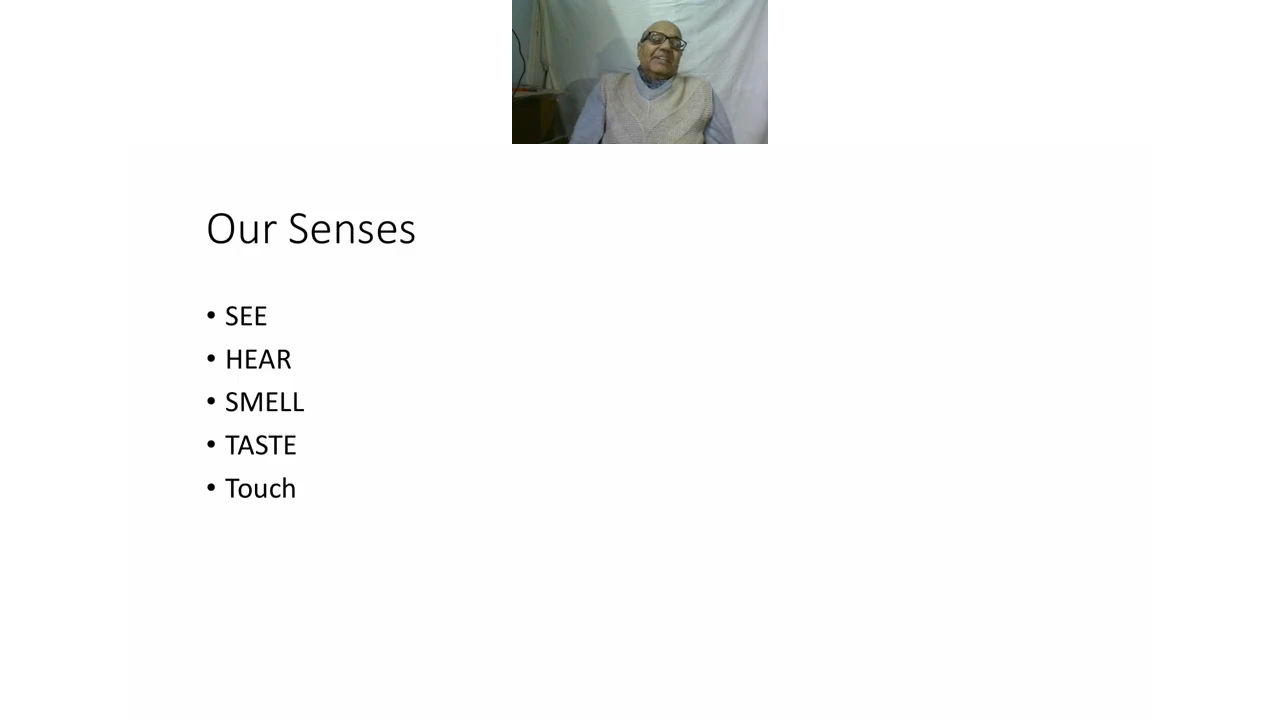 Our Senses
• SEE
• HEAR
• SMELL
• TASTE
• Touch